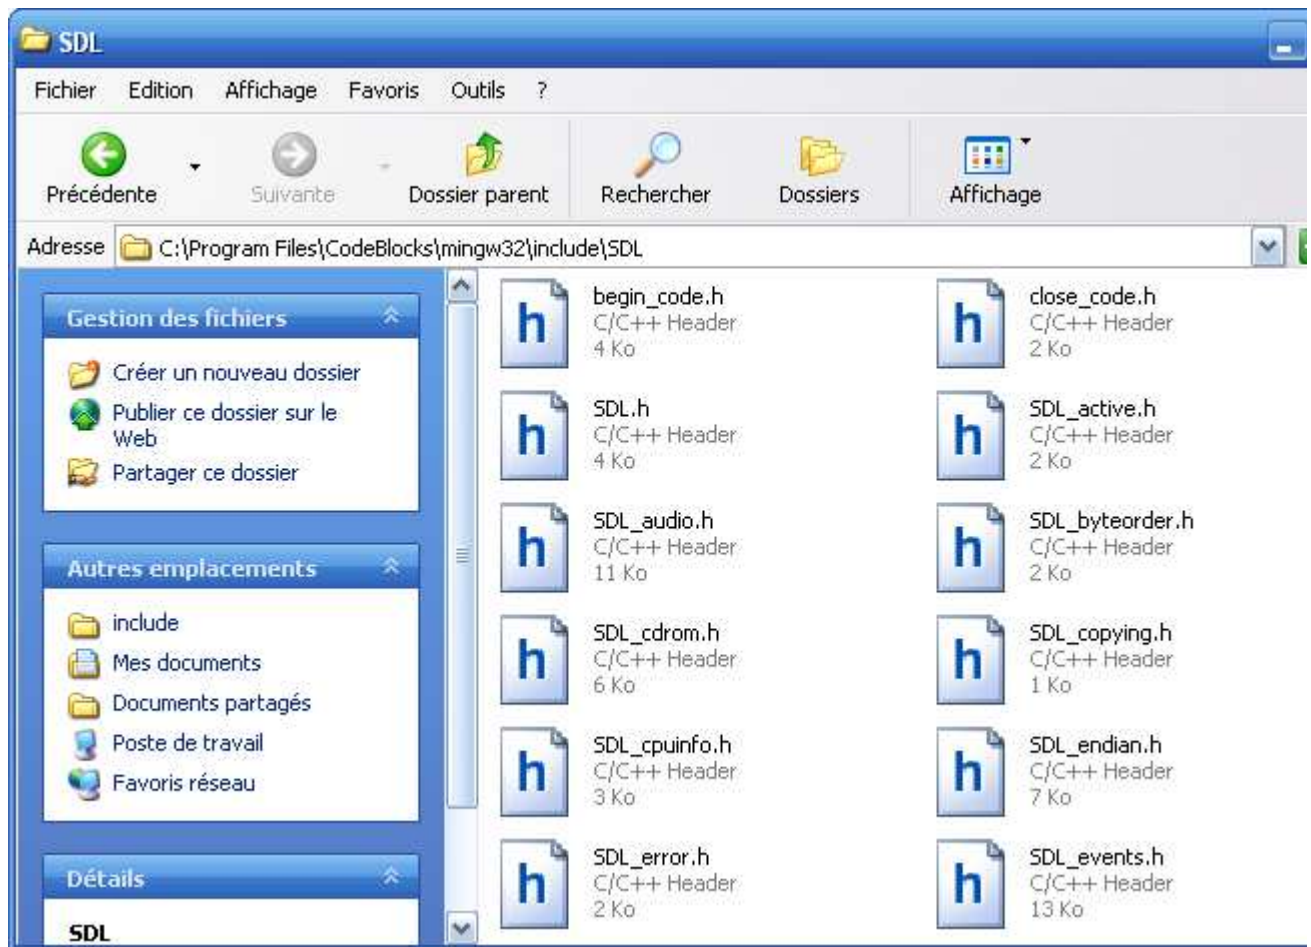 SDL
Fichier Edition Affichage Favoris Outils ?
Précédente Suivante Dossier parent Rechercher Dossiers Affichage
Adresse C:\Program Files\CodeBlocks\mingw32\include\SDL
Gestion des fichiers
Créer un nouveau dossier
Publier ce dossier sur le
Web
Partager ce dossier
Autres emplacements
include
Mes documents
Documents partagés
Poste de travail
Favoris réseau
Détails
SDL
h
begin_code.h
C/C++ Header
4 Ko
h
close_code.h
C/C++ Header
2 Ko
h
SDL.h
C/C++ Header
4 Ko
h
SDL_active.h
C/C++ Header
2 Ko
h
SDL_audio.h
C/C++ Header
11 Ko
h
SDL_byteorder.h
C/C++ Header
2 Ko
h
SDL_cdrom.h
C/C++ Header
6 Ko
h
SDL_copying.h
C/C++ Header
1 Ko
h
SDL_cpuinfo.h
C/C++ Header
3 Ko
h
SDL_endian.h
C/C++ Header
7 Ko
h
SDL_error.h
C/C++ Header
2 Ko
h
SDL_events.h
C/C++ Header
13 Ko